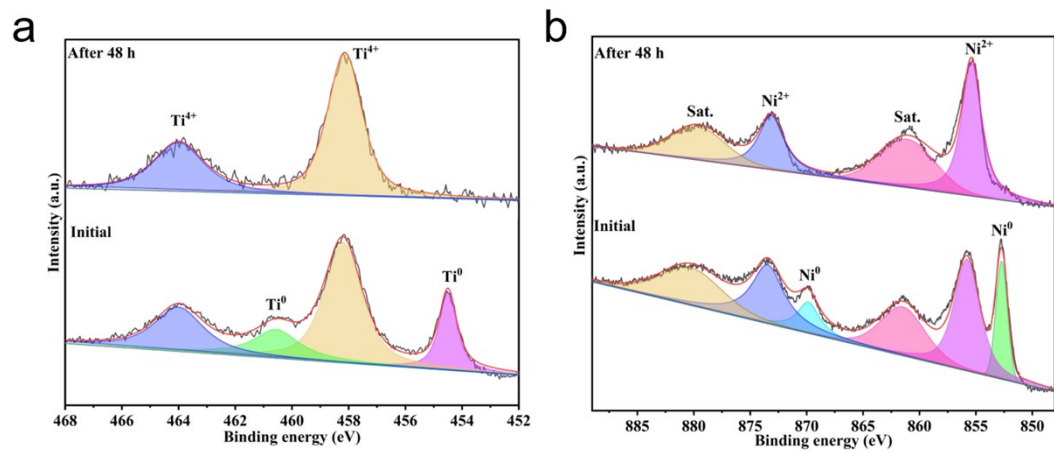 a
After 48 h
Ti⁴⁺
Ti⁴⁺
Initial
Ti⁰
Ti⁰
Intensity (a.u.)
468 466 464 462 460 458 456 454 452
Binding energy (eV)
b
After 48 h
Ni²⁺
Sat.
Ni²⁺
Sat.
Initial
Ni⁰
Ni⁰
Intensity (a.u.)
885 880 875 870 865 860 855 850
Binding energy (eV)